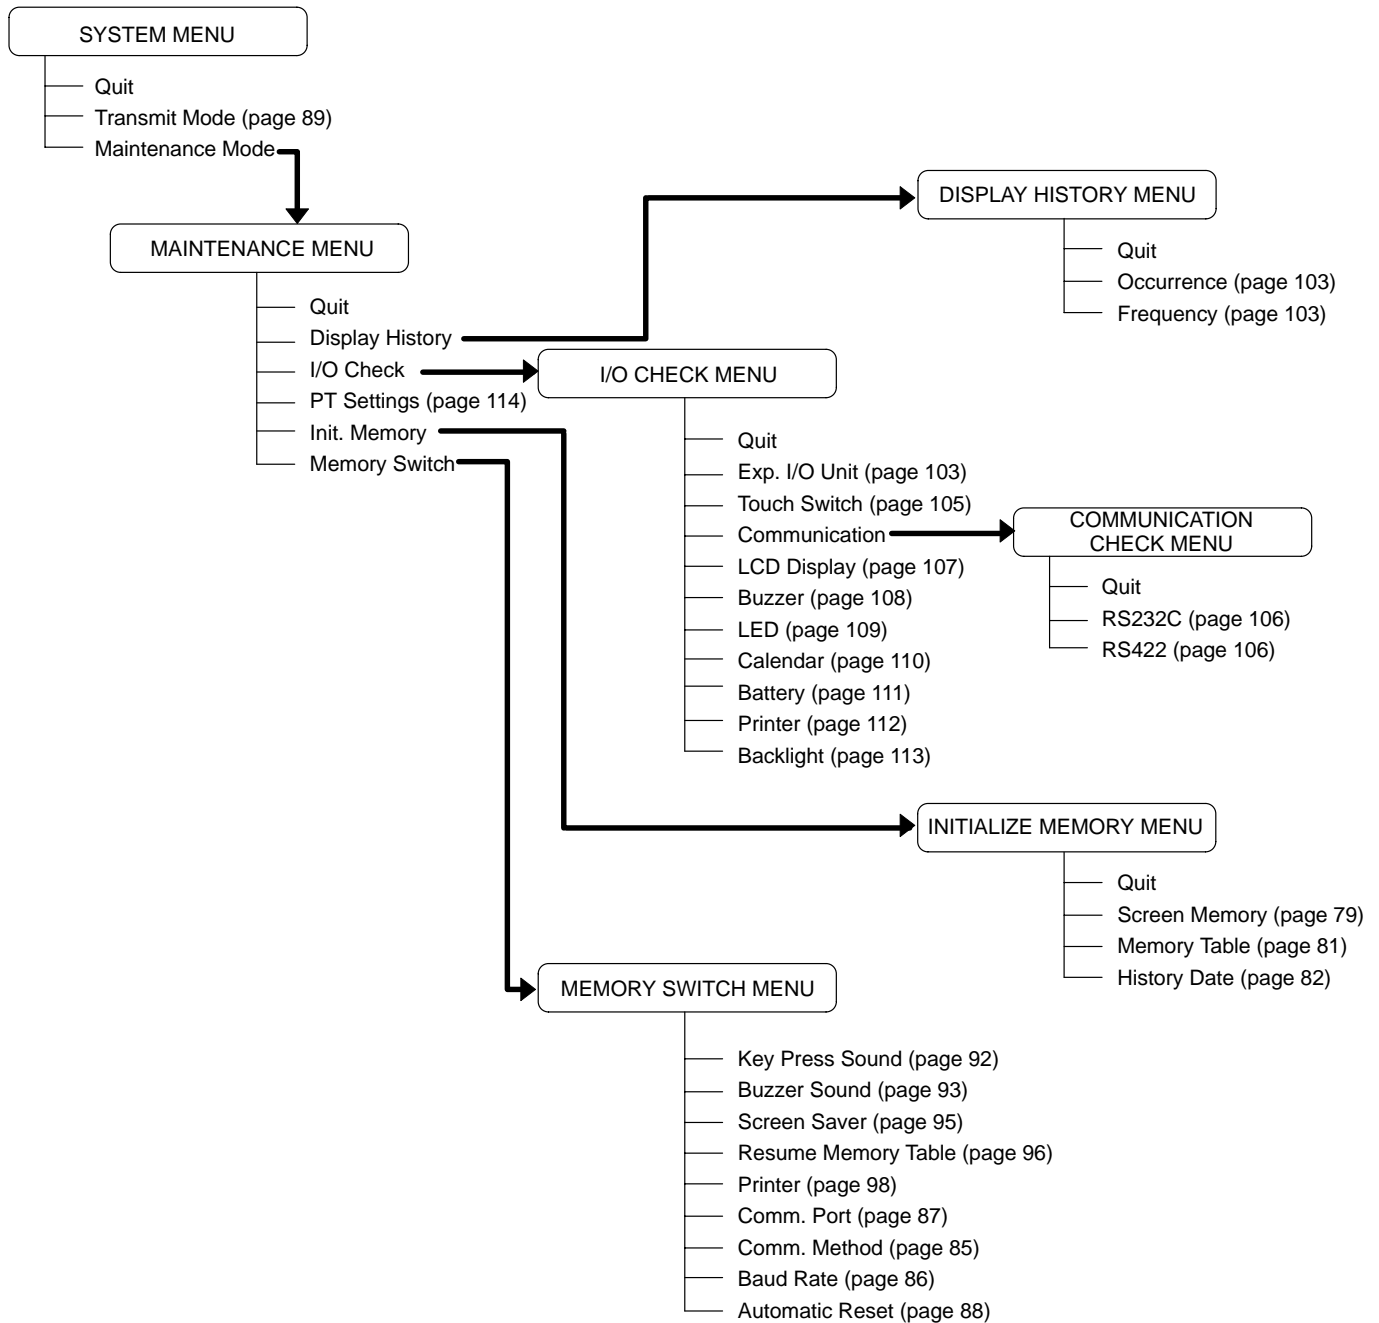 SYSTEM MENU
Quit
Transmit Mode (page 89)
Maintenance Mode
MAINTENANCE MENU
Quit
Display History
I/O Check
PT Settings (page 114)
Init. Memory
Memory Switch
DISPLAY HISTORY MENU
Quit
Occurrence (page 103)
Frequency (page 103)
I/O CHECK MENU
Quit
Exp. I/O Unit (page 103)
Touch Switch (page 105)
Communication
LCD Display (page 107)
Buzzer (page 108)
LED (page 109)
Calendar (page 110)
Battery (page 111)
Printer (page 112)
Backlight (page 113)
COMMUNICATION
CHECK MENU
Quit
RS232C (page 106)
RS422 (page 106)
INITIALIZE MEMORY MENU
Quit
Screen Memory (page 79)
Memory Table (page 81)
History Date (page 82)
MEMORY SWITCH MENU
Key Press Sound (page 92)
Buzzer Sound (page 93)
Screen Saver (page 95)
Resume Memory Table (page 96)
Printer (page 98)
Comm. Port (page 87)
Comm. Method (page 85)
Baud Rate (page 86)
Automatic Reset (page 88)